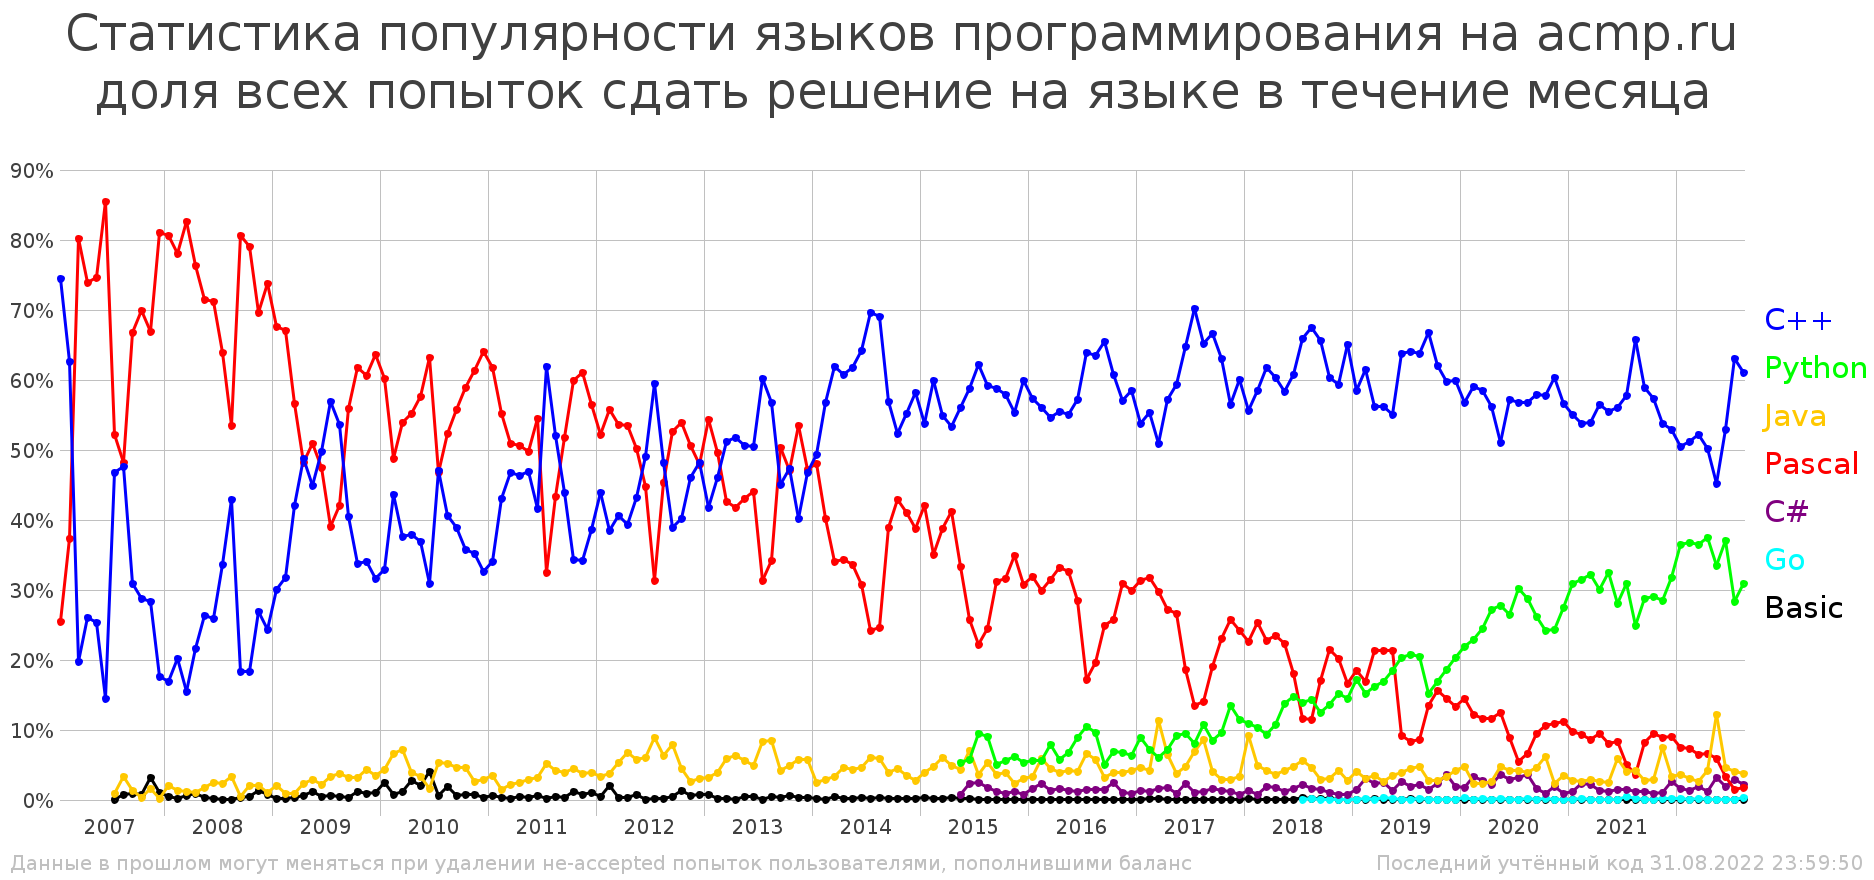 Статистика популярности языков программирования на acmp.ru
доля всех попыток сдать решение на языке в течение месяца
90%
80%
70%
60%
50%
40%
30%
20%
10%
0%
C++
Python
Java
Pascal
C#
Go
Basic
2007 2008 2009 2010 2011 2012 2013 2014 2015 2016 2017 2018 2019 2020 2021
Данные в прошлом могут меняться при удалении не-accepted попыток пользователями, пополнившими баланс
Последний учтённый код 31.08.2022 23:59:50